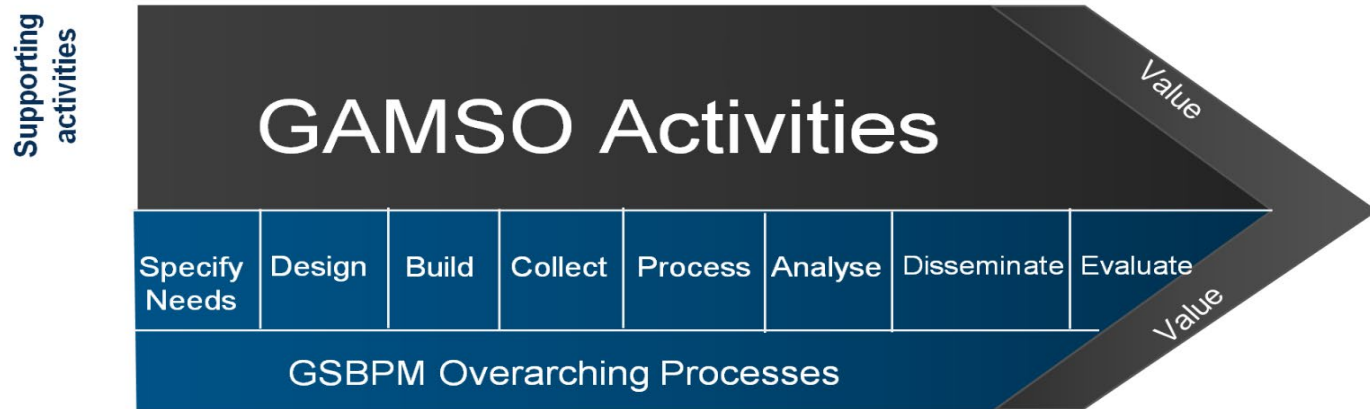 Supporting
activities
GAMSO Activities
Value
Specify
Needs
Design
Build
Collect
Process
Analyse
Disseminate
Evaluate
Value
GSBPM Overarching Processes